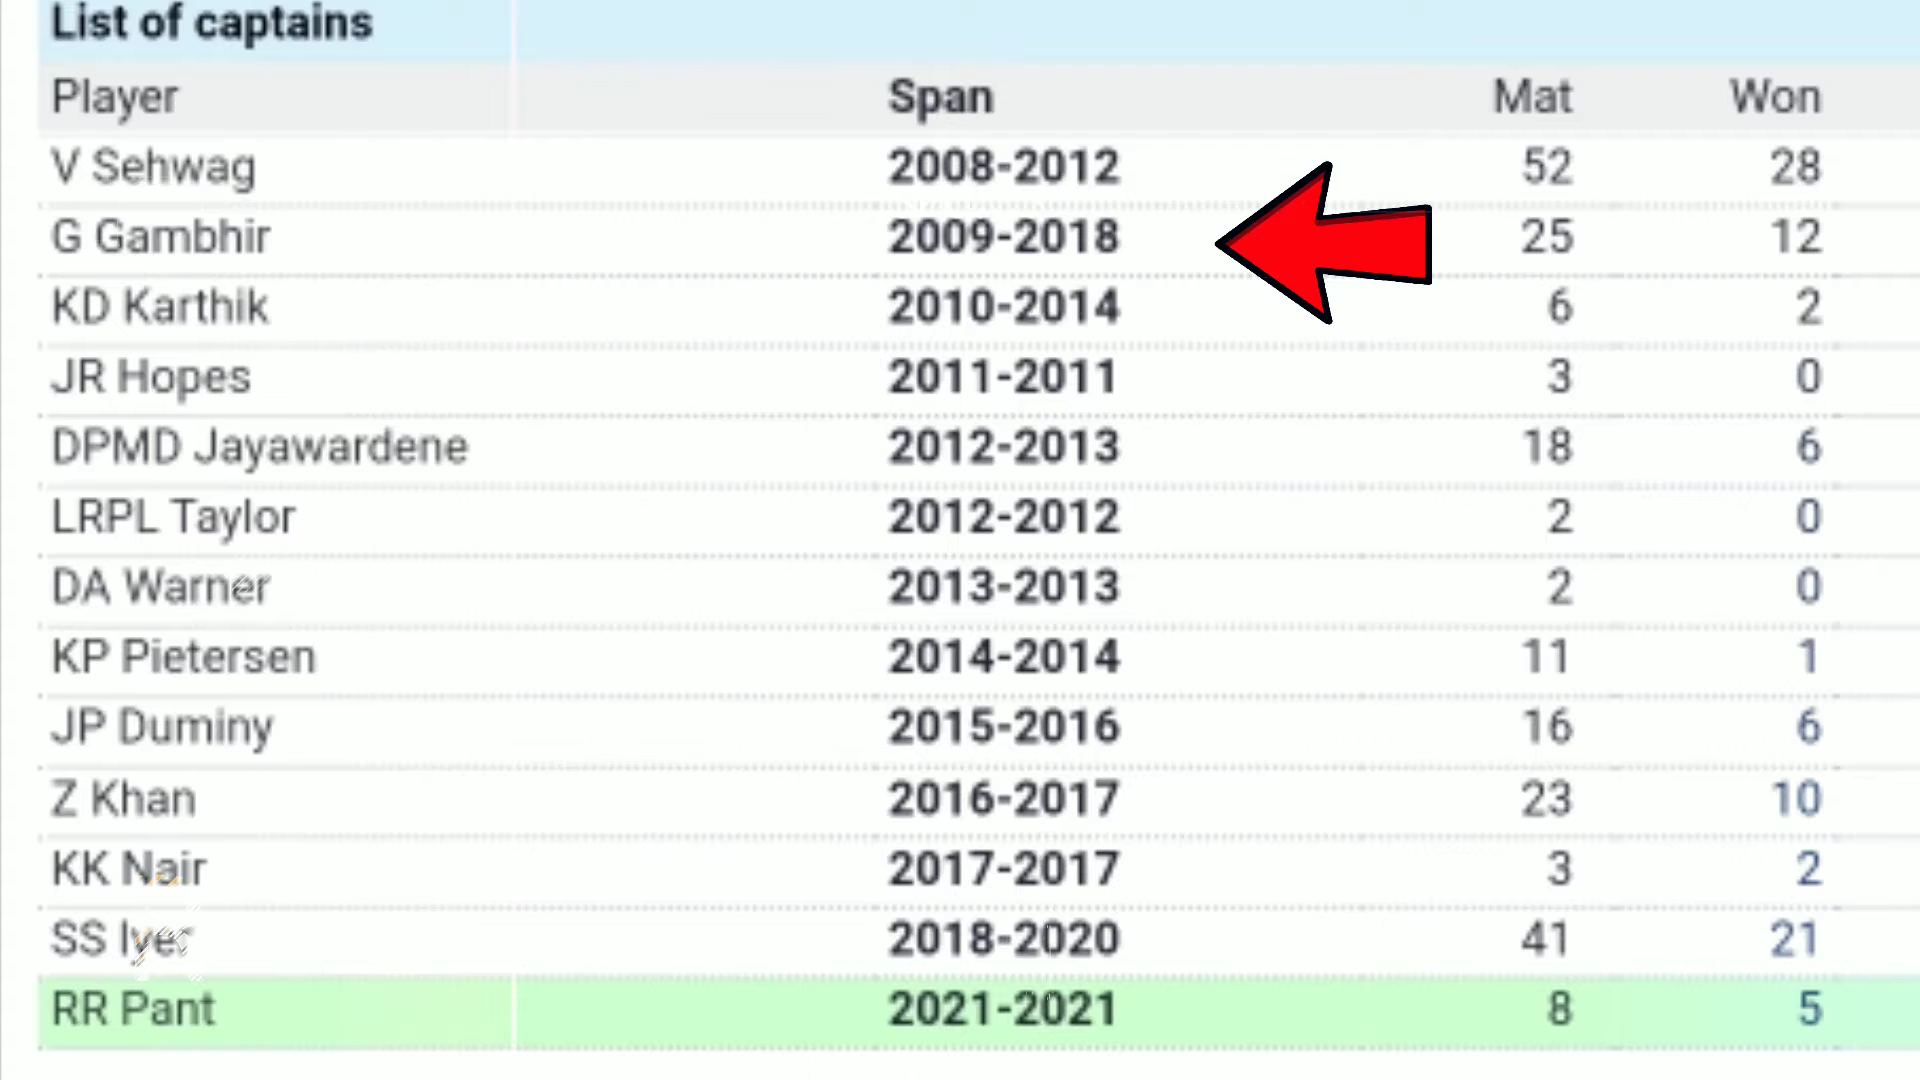 List of captains
Player Span Mat Won
V Sehwag 2008-2012 52 28
G Gambhir 2009-2018 25 12
KD Karthik 2010-2014 6 2
JR Hopes 2011-2011 3 0
DPMD Jayawardene 2012-2013 18 6
LRPL Taylor 2012-2012 2 0
DA Warner 2013-2013 2 0
KP Pietersen 2014-2014 11 1
JP Duminy 2015-2016 16 6
Z Khan 2016-2017 23 10
KK Nair 2017-2017 3 2
SS Iyer 2018-2020 41 21
RR Pant 2021-2021 8 5